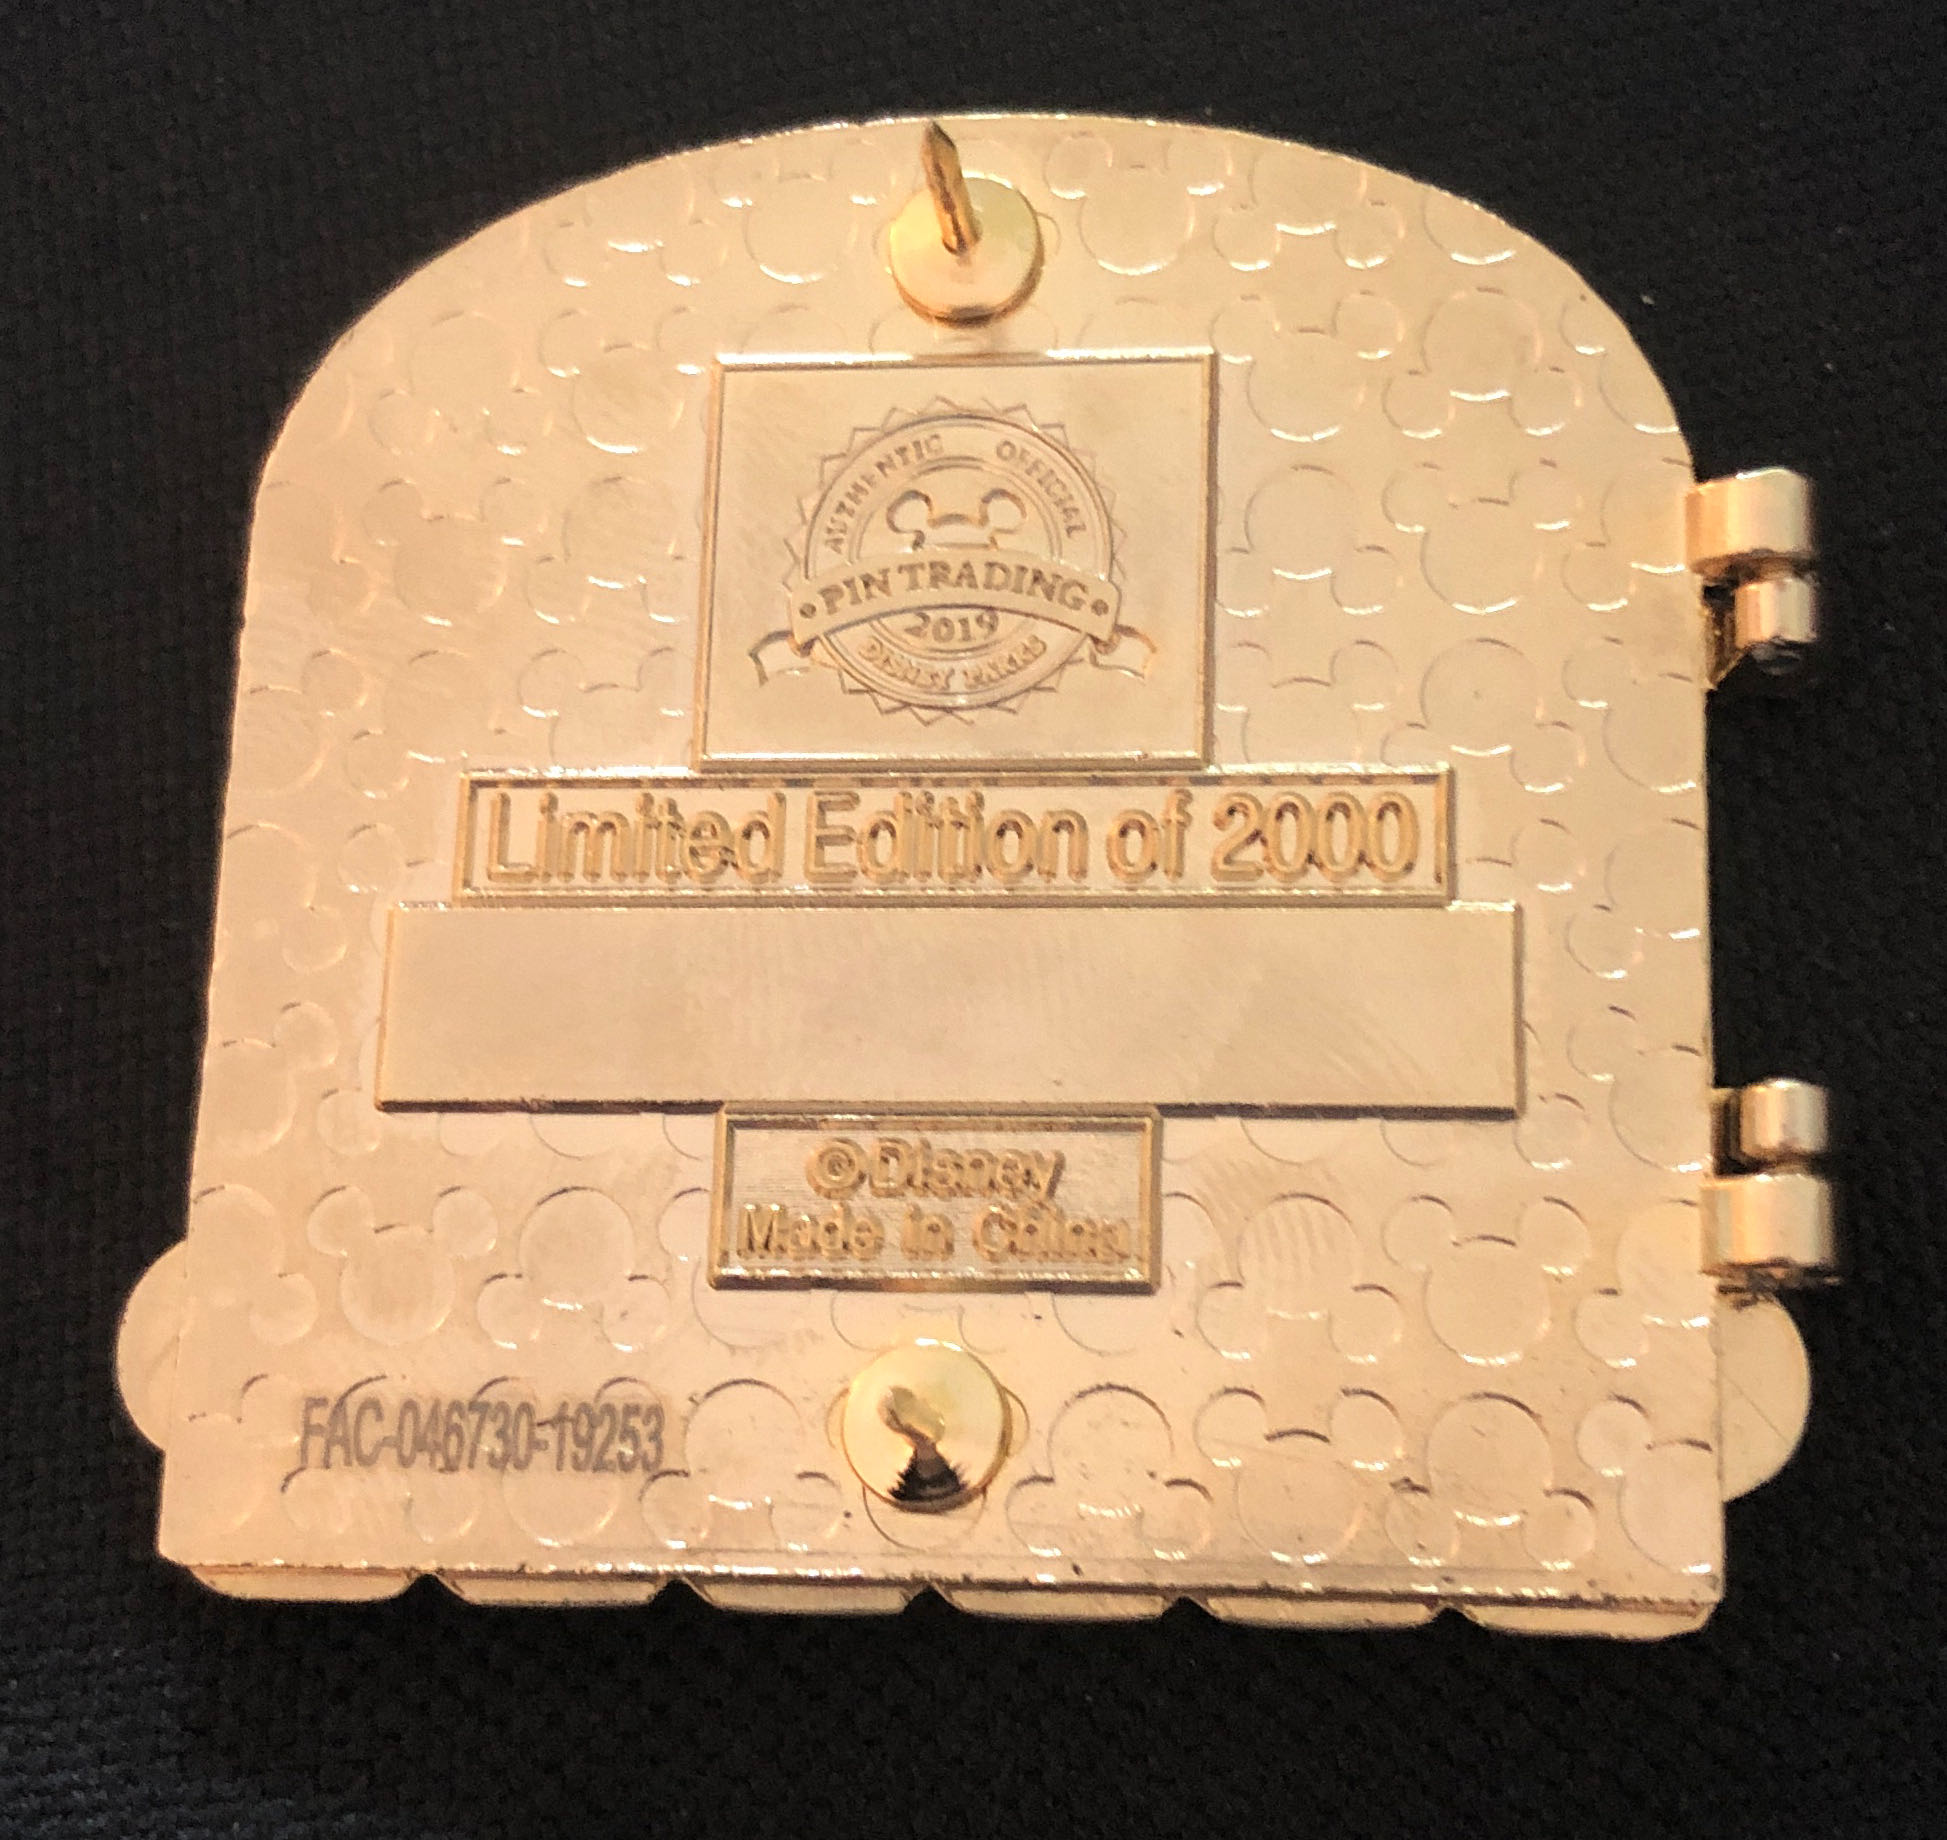 AUTHENTIC OFFICIAL
PIN TRADING
2019
DISNEY PARKS
Limited Edition of 2000
©Disney
Made in China
FAC-046730-19253